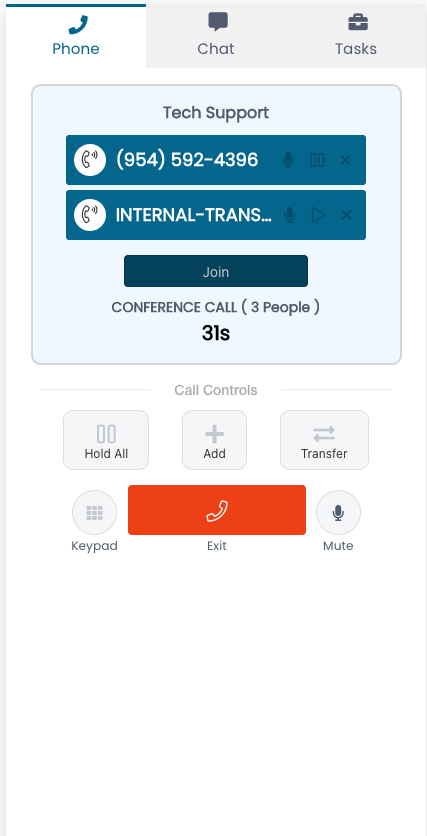 Phone
Chat
Tasks
Tech Support
(954) 592-4396
INTERNAL-TRANS...
Join
CONFERENCE CALL ( 3 People )
31s
Call Controls
Hold All
Add
Transfer
Keypad
Exit
Mute